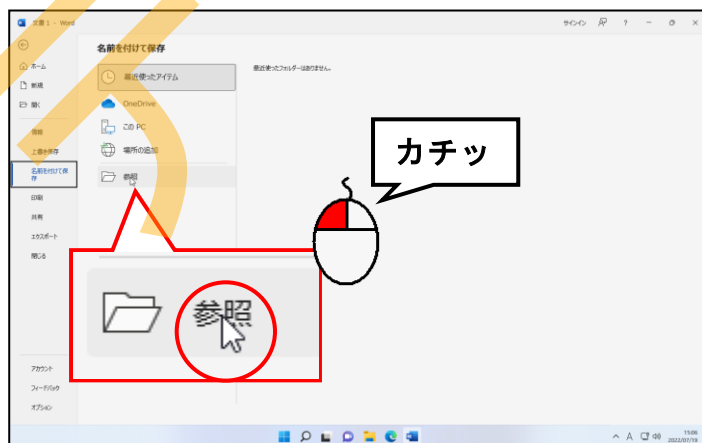 文書 1 - Word
サインイン
?
名前を付けて保存
ホーム
新規
開く
情報
上書き保存
名前を付けて保
存
印刷
共有
エクスポート
閉じる
アカウント
フィードバック
オプション
最近使ったアイテム
OneDrive
この PC
場所の追加
参照
最近使ったフォルダーはありません。
カチッ
参照
A
15:06
2022/07/19